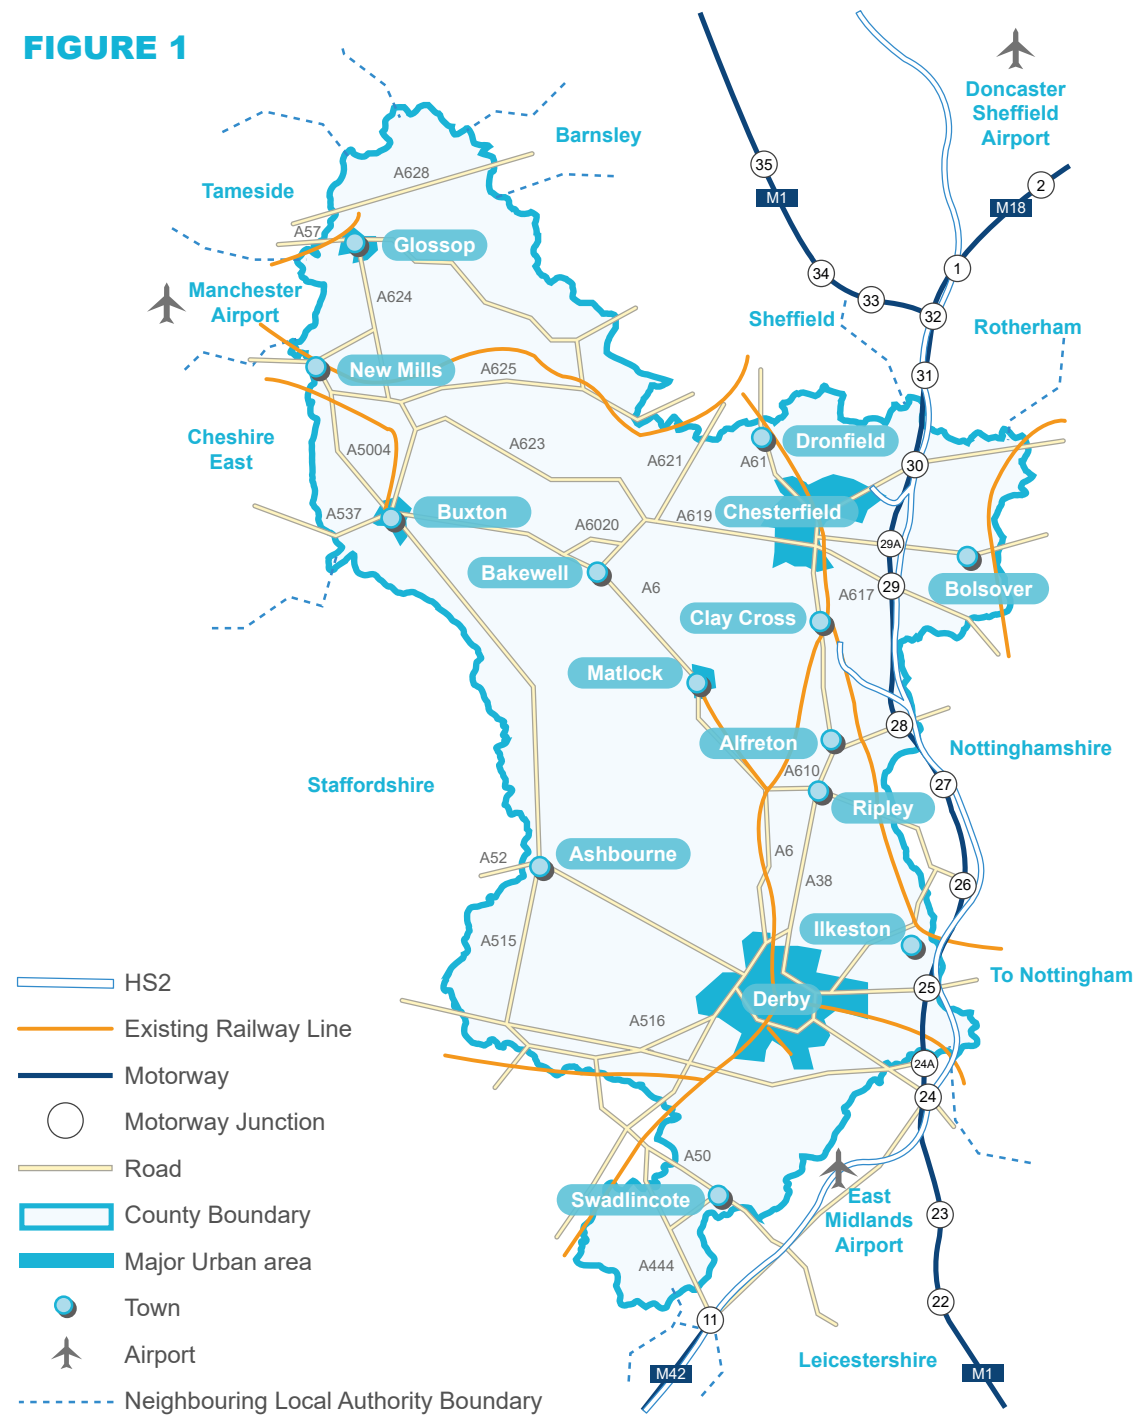 FIGURE 1
Doncaster
Sheffield
Airport
Barnsley
35
A628
Tameside
2
M1
M18
A57
Glossop
1
34
Manchester
Airport
A624
33
32
Sheffield
Rotherham
New Mills
A625
31
Cheshire
East
A5004
A623
A621
A61
Dronfield
30
A537
Buxton
A6020
A619
Chesterfield
29A
Bakewell
A6
A617
29
Bolsover
Clay Cross
Matlock
28
Alfreton
Nottinghamshire
A610
27
Staffordshire
Ripley
A52
Ashbourne
A6
A38
26
A515
Ilkeston
To Nottingham
HS2
25
Derby
Existing Railway Line
A516
Motorway
24A
24
Motorway Junction
Road
A50
County Boundary
Swadlincote
East
Midlands
Airport
23
Major Urban area
A444
Town
22
11
Airport
Leicestershire
M42
M1
Neighbouring Local Authority Boundary